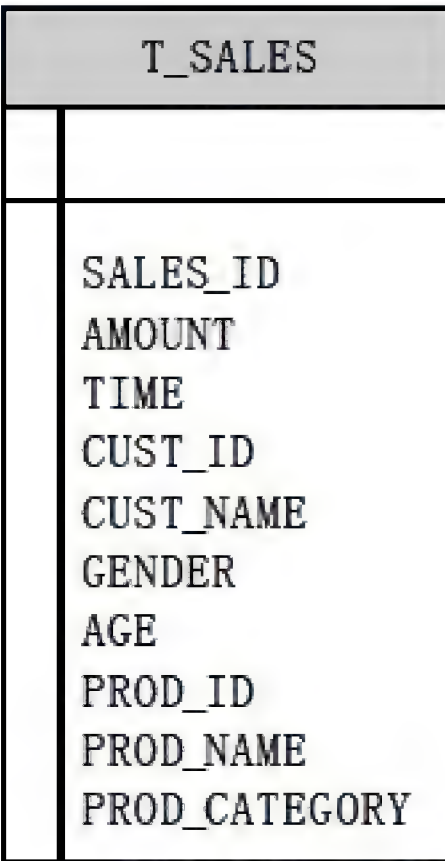 T_SALES
SALES_ID
AMOUNT
TIME
CUST_ID
CUST_NAME
GENDER
AGE
PROD_ID
PROD_NAME
PROD_CATEGORY